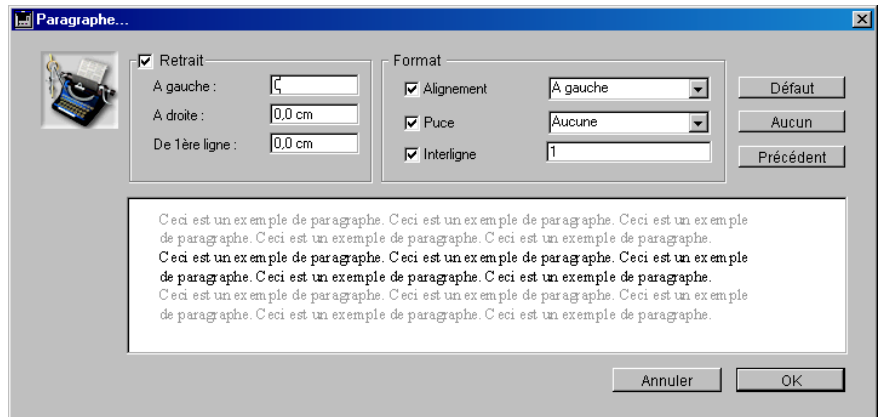 Paragraphe...
Retrait
A gauche :
A droite : 0,0 cm
De 1ère ligne : 0,0 cm
Format
Alignement A gauche
Puce Aucune
Interligne 1
Défaut
Aucun
Précédent
Ceci est un exemple de paragraphe. Ceci est un exemple de paragraphe. Ceci est un exemple
de paragraphe. Ceci est un exemple de paragraphe. Ceci est un exemple de paragraphe.
Ceci est un exemple de paragraphe. Ceci est un exemple de paragraphe. Ceci est un exemple
de paragraphe. Ceci est un exemple de paragraphe. Ceci est un exemple de paragraphe.
Ceci est un exemple de paragraphe. Ceci est un exemple de paragraphe. Ceci est un exemple
de paragraphe. Ceci est un exemple de paragraphe. Ceci est un exemple de paragraphe.
Annuler
OK